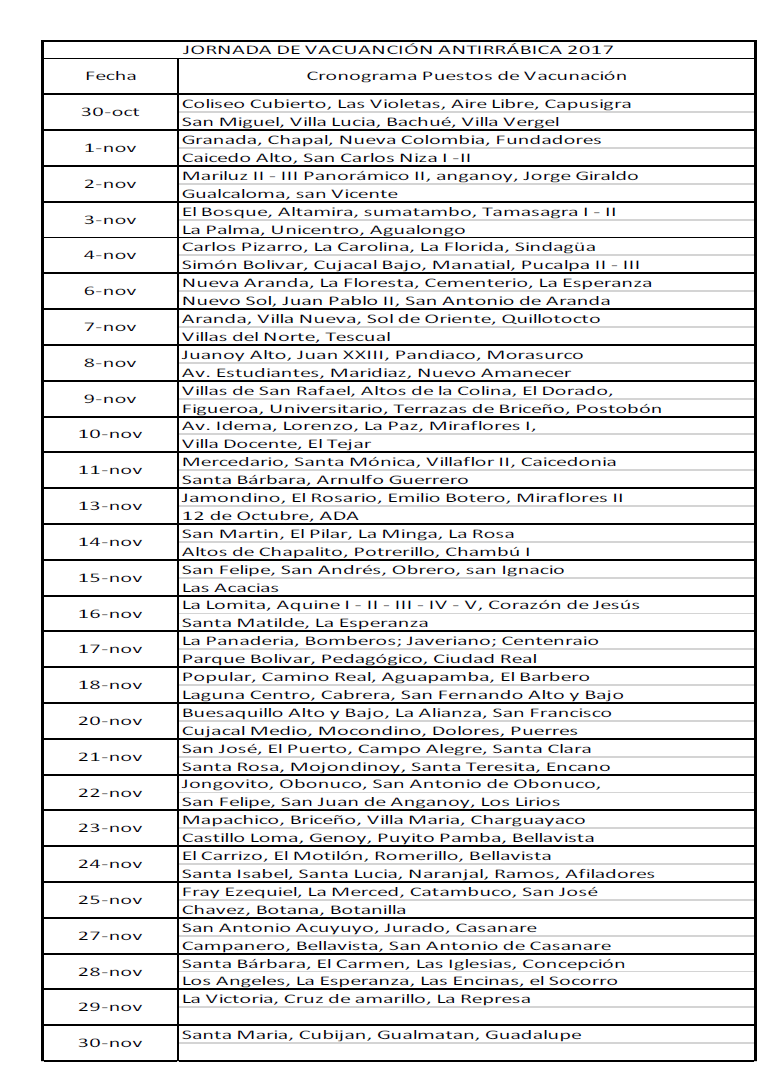 JORNADA DE VACUANCIÓN ANTIRRÁBICA 2017
Fecha Cronograma Puestos de Vacunación
30-oct Coliseo Cubierto, Las Violetas, Aire Libre, Capusigra
San Miguel, Villa Lucia, Bachué, Villa Vergel
1-nov Granada, Chapal, Nueva Colombia, Fundadores
Caicedo Alto, San Carlos Niza I -II
2-nov Mariluz II - III Panorámico II, anganoy, Jorge Giraldo
Gualcaloma, san Vicente
3-nov El Bosque, Altamira, sumatambo, Tamasagra I - II
La Palma, Unicentro, Agualongo
4-nov Carlos Pizarro, La Carolina, La Florida, Sindagüa
Simón Bolivar, Cujacal Bajo, Manatial, Pucalpa II - III
6-nov Nueva Aranda, La Floresta, Cementerio, La Esperanza
Nuevo Sol, Juan Pablo II, San Antonio de Aranda
7-nov Aranda, Villa Nueva, Sol de Oriente, Quillotocto
Villas del Norte, Tescual
8-nov Juanoy Alto, Juan XXIII, Pandiaco, Morasurco
Av. Estudiantes, Maridiaz, Nuevo Amanecer
9-nov Villas de San Rafael, Altos de la Colina, El Dorado,
Figueroa, Universitario, Terrazas de Briceño, Postobón
10-nov Av. Idema, Lorenzo, La Paz, Miraflores I,
Villa Docente, El Tejar
11-nov Mercedario, Santa Mónica, Villaflor II, Caicedonia
Santa Bárbara, Arnulfo Guerrero
13-nov Jamondino, El Rosario, Emilio Botero, Miraflores II
12 de Octubre, ADA
14-nov San Martin, El Pilar, La Minga, La Rosa
Altos de Chapalito, Potrerillo, Chambú I
15-nov San Felipe, San Andrés, Obrero, san Ignacio
Las Acacias
16-nov La Lomita, Aquine I - II - III - IV - V, Corazón de Jesús
Santa Matilde, La Esperanza
17-nov La Panaderia, Bomberos; Javeriano; Centenraio
Parque Bolivar, Pedagógico, Ciudad Real
18-nov Popular, Camino Real, Aguapamba, El Barbero
Laguna Centro, Cabrera, San Fernando Alto y Bajo
20-nov Buesaquillo Alto y Bajo, La Alianza, San Francisco
Cujacal Medio, Mocondino, Dolores, Puerres
21-nov San José, El Puerto, Campo Alegre, Santa Clara
Santa Rosa, Mojondinoy, Santa Teresita, Encano
22-nov Jongovito, Obonuco, San Antonio de Obonuco,
San Felipe, San Juan de Anganoy, Los Lirios
23-nov Mapachico, Briceño, Villa Maria, Charguayaco
Castillo Loma, Genoy, Puyito Pamba, Bellavista
24-nov El Carrizo, El Motilón, Romerillo, Bellavista
Santa Isabel, Santa Lucia, Naranjal, Ramos, Afiladores
25-nov Fray Ezequiel, La Merced, Catambuco, San José
Chavez, Botana, Botanilla
27-nov San Antonio Acuyuyo, Jurado, Casanare
Campanero, Bellavista, San Antonio de Casanare
28-nov Santa Bárbara, El Carmen, Las Iglesias, Concepción
Los Angeles, La Esperanza, Las Encinas, el Socorro
29-nov La Victoria, Cruz de amarillo, La Represa
30-nov Santa Maria, Cubijan, Gualmatan, Guadalupe